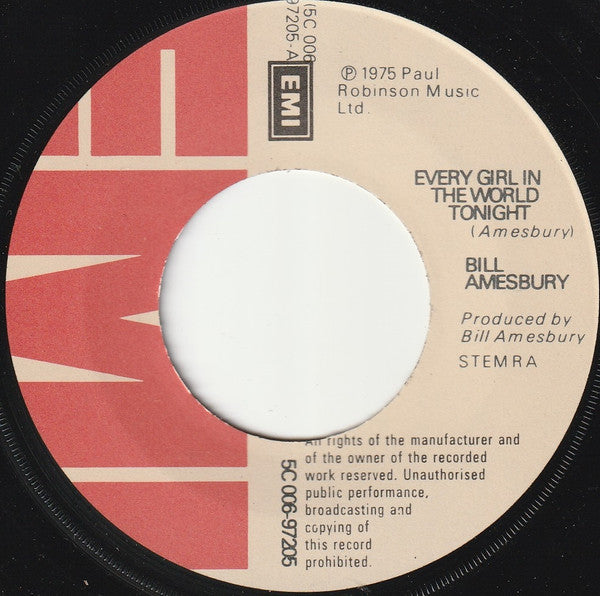 (5C 006
97205-A)
EMI
EMI
℗ 1975 Paul
Robinson Music
Ltd.
EVERY GIRL IN
THE WORLD
TONIGHT
(Amesbury)
BILL
AMESBURY
Produced by
Bill Amesbury
STEMRA
All rights of the manufacturer and
of the owner of the recorded
work reserved. Unauthorised
public performance,
broadcasting and
copying of
this record
prohibited.
5C 006-97205